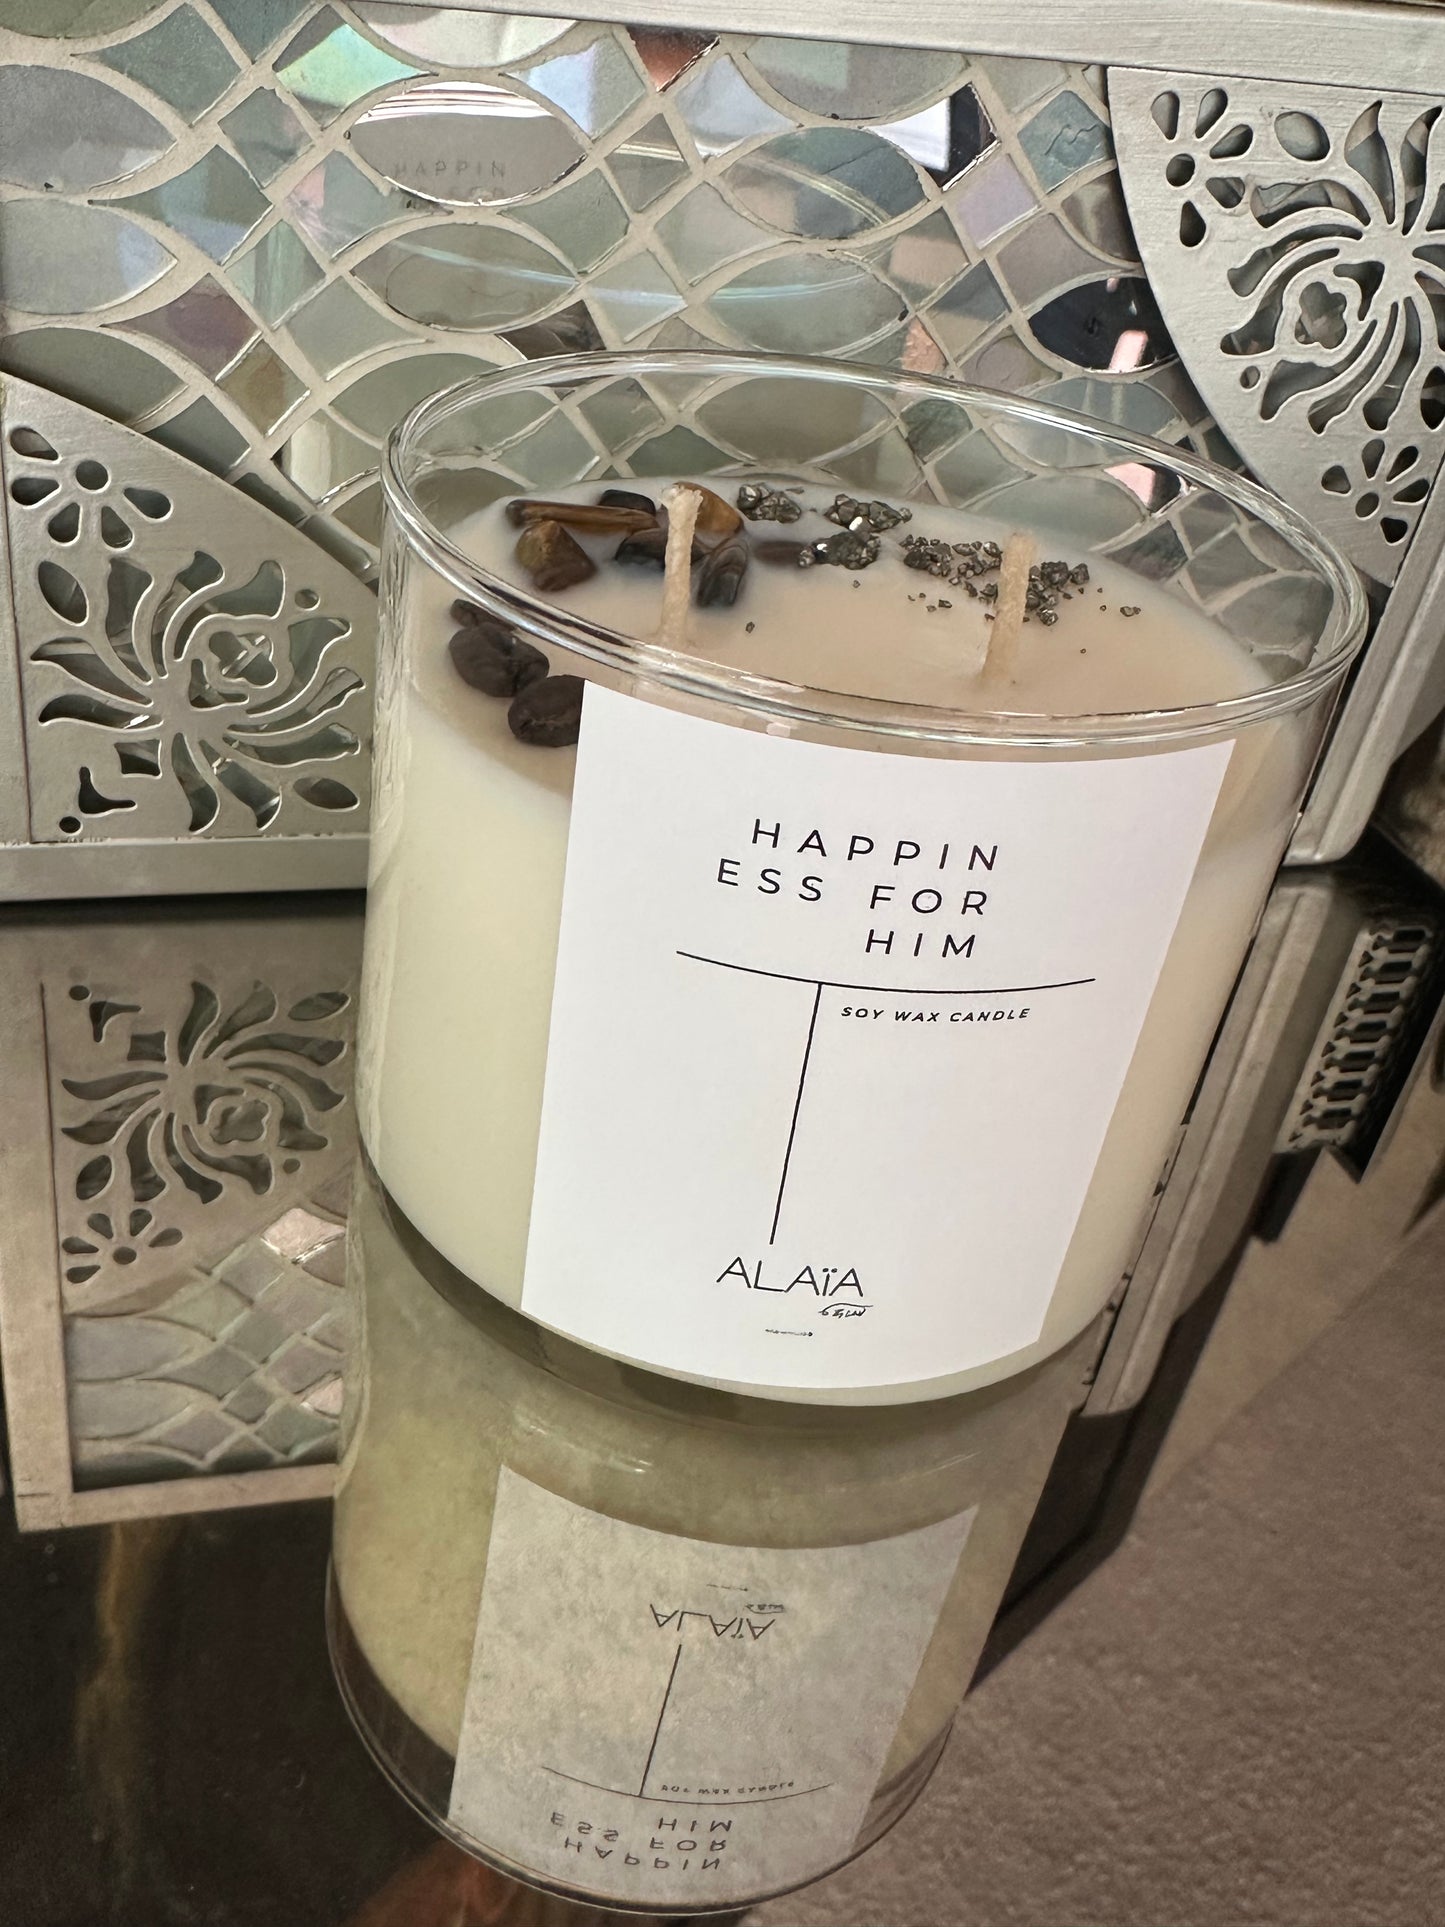 HAPPIN
ESS FOR
HIM
SOY WAX CANDLE
ALAïA